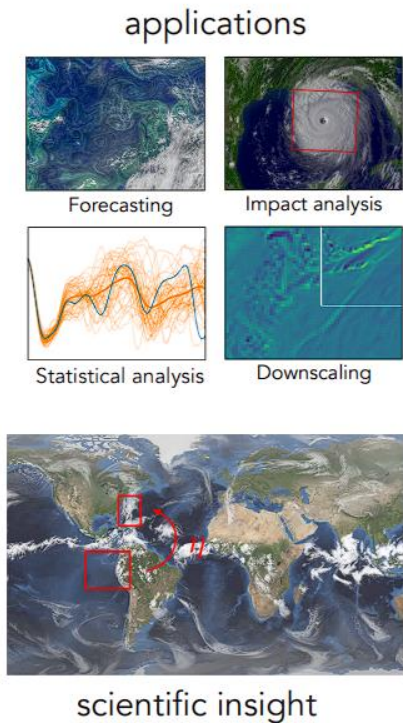 applications
Forecasting
Impact analysis
Statistical analysis
Downscaling
η
scientific insight